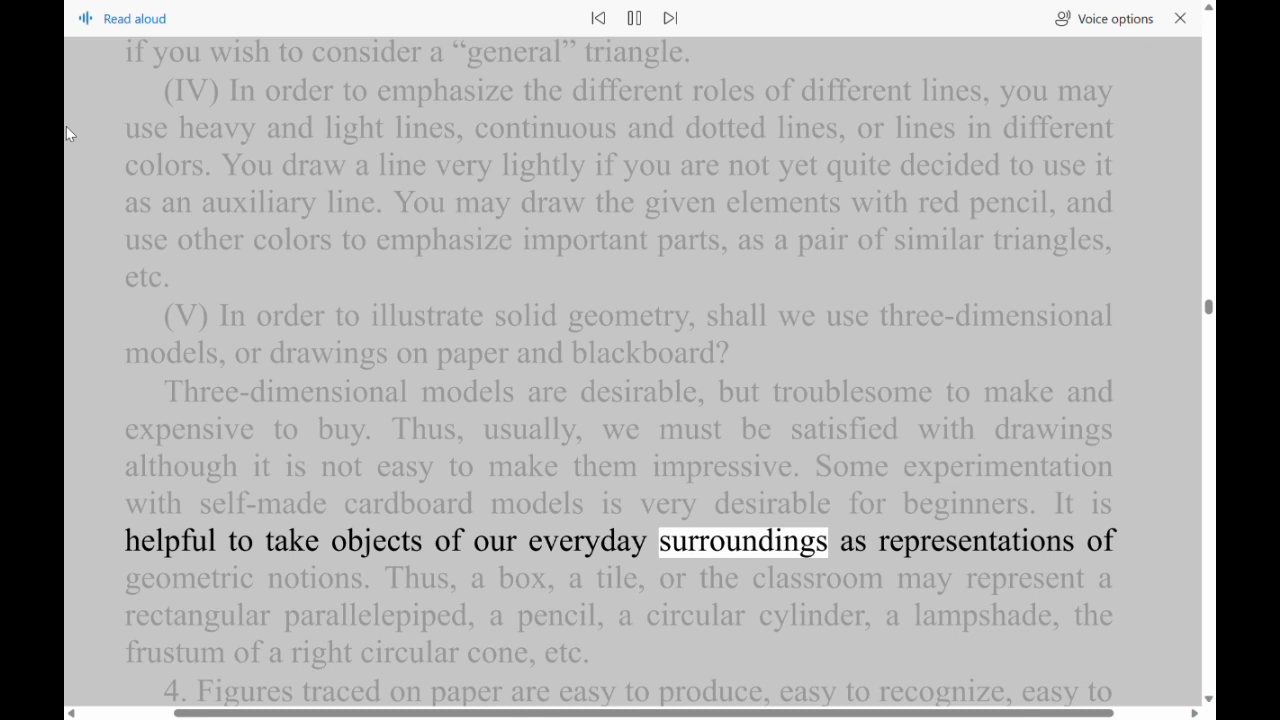 Read aloud
Voice options
if you wish to consider a “general” triangle.
(IV) In order to emphasize the different roles of different lines, you may
use heavy and light lines, continuous and dotted lines, or lines in different
colors. You draw a line very lightly if you are not yet quite decided to use it
as an auxiliary line. You may draw the given elements with red pencil, and
use other colors to emphasize important parts, as a pair of similar triangles,
etc.
(V) In order to illustrate solid geometry, shall we use three-dimensional
models, or drawings on paper and blackboard?
Three-dimensional models are desirable, but troublesome to make and
expensive to buy. Thus, usually, we must be satisfied with drawings
although it is not easy to make them impressive. Some experimentation
with self-made cardboard models is very desirable for beginners. It is
helpful to take objects of our everyday surroundings as representations of
geometric notions. Thus, a box, a tile, or the classroom may represent a
rectangular parallelepiped, a pencil, a circular cylinder, a lampshade, the
frustum of a right circular cone, etc.
4. Figures traced on paper are easy to produce, easy to recognize, easy to